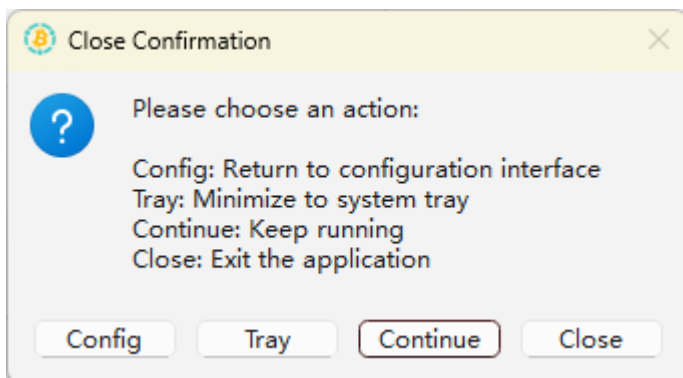 Close Confirmation
Please choose an action:
Config: Return to configuration interface
Tray: Minimize to system tray
Continue: Keep running
Close: Exit the application
Config Tray Continue Close